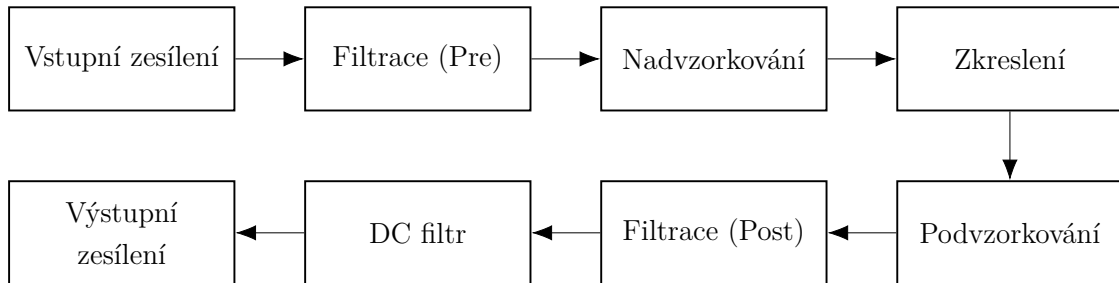 Vstupní zesílení
Filtrace (Pre)
Nadvzorkování
Zkreslení
Výstupní
zesílení
DC filtr
Filtrace (Post)
Podvzorkování